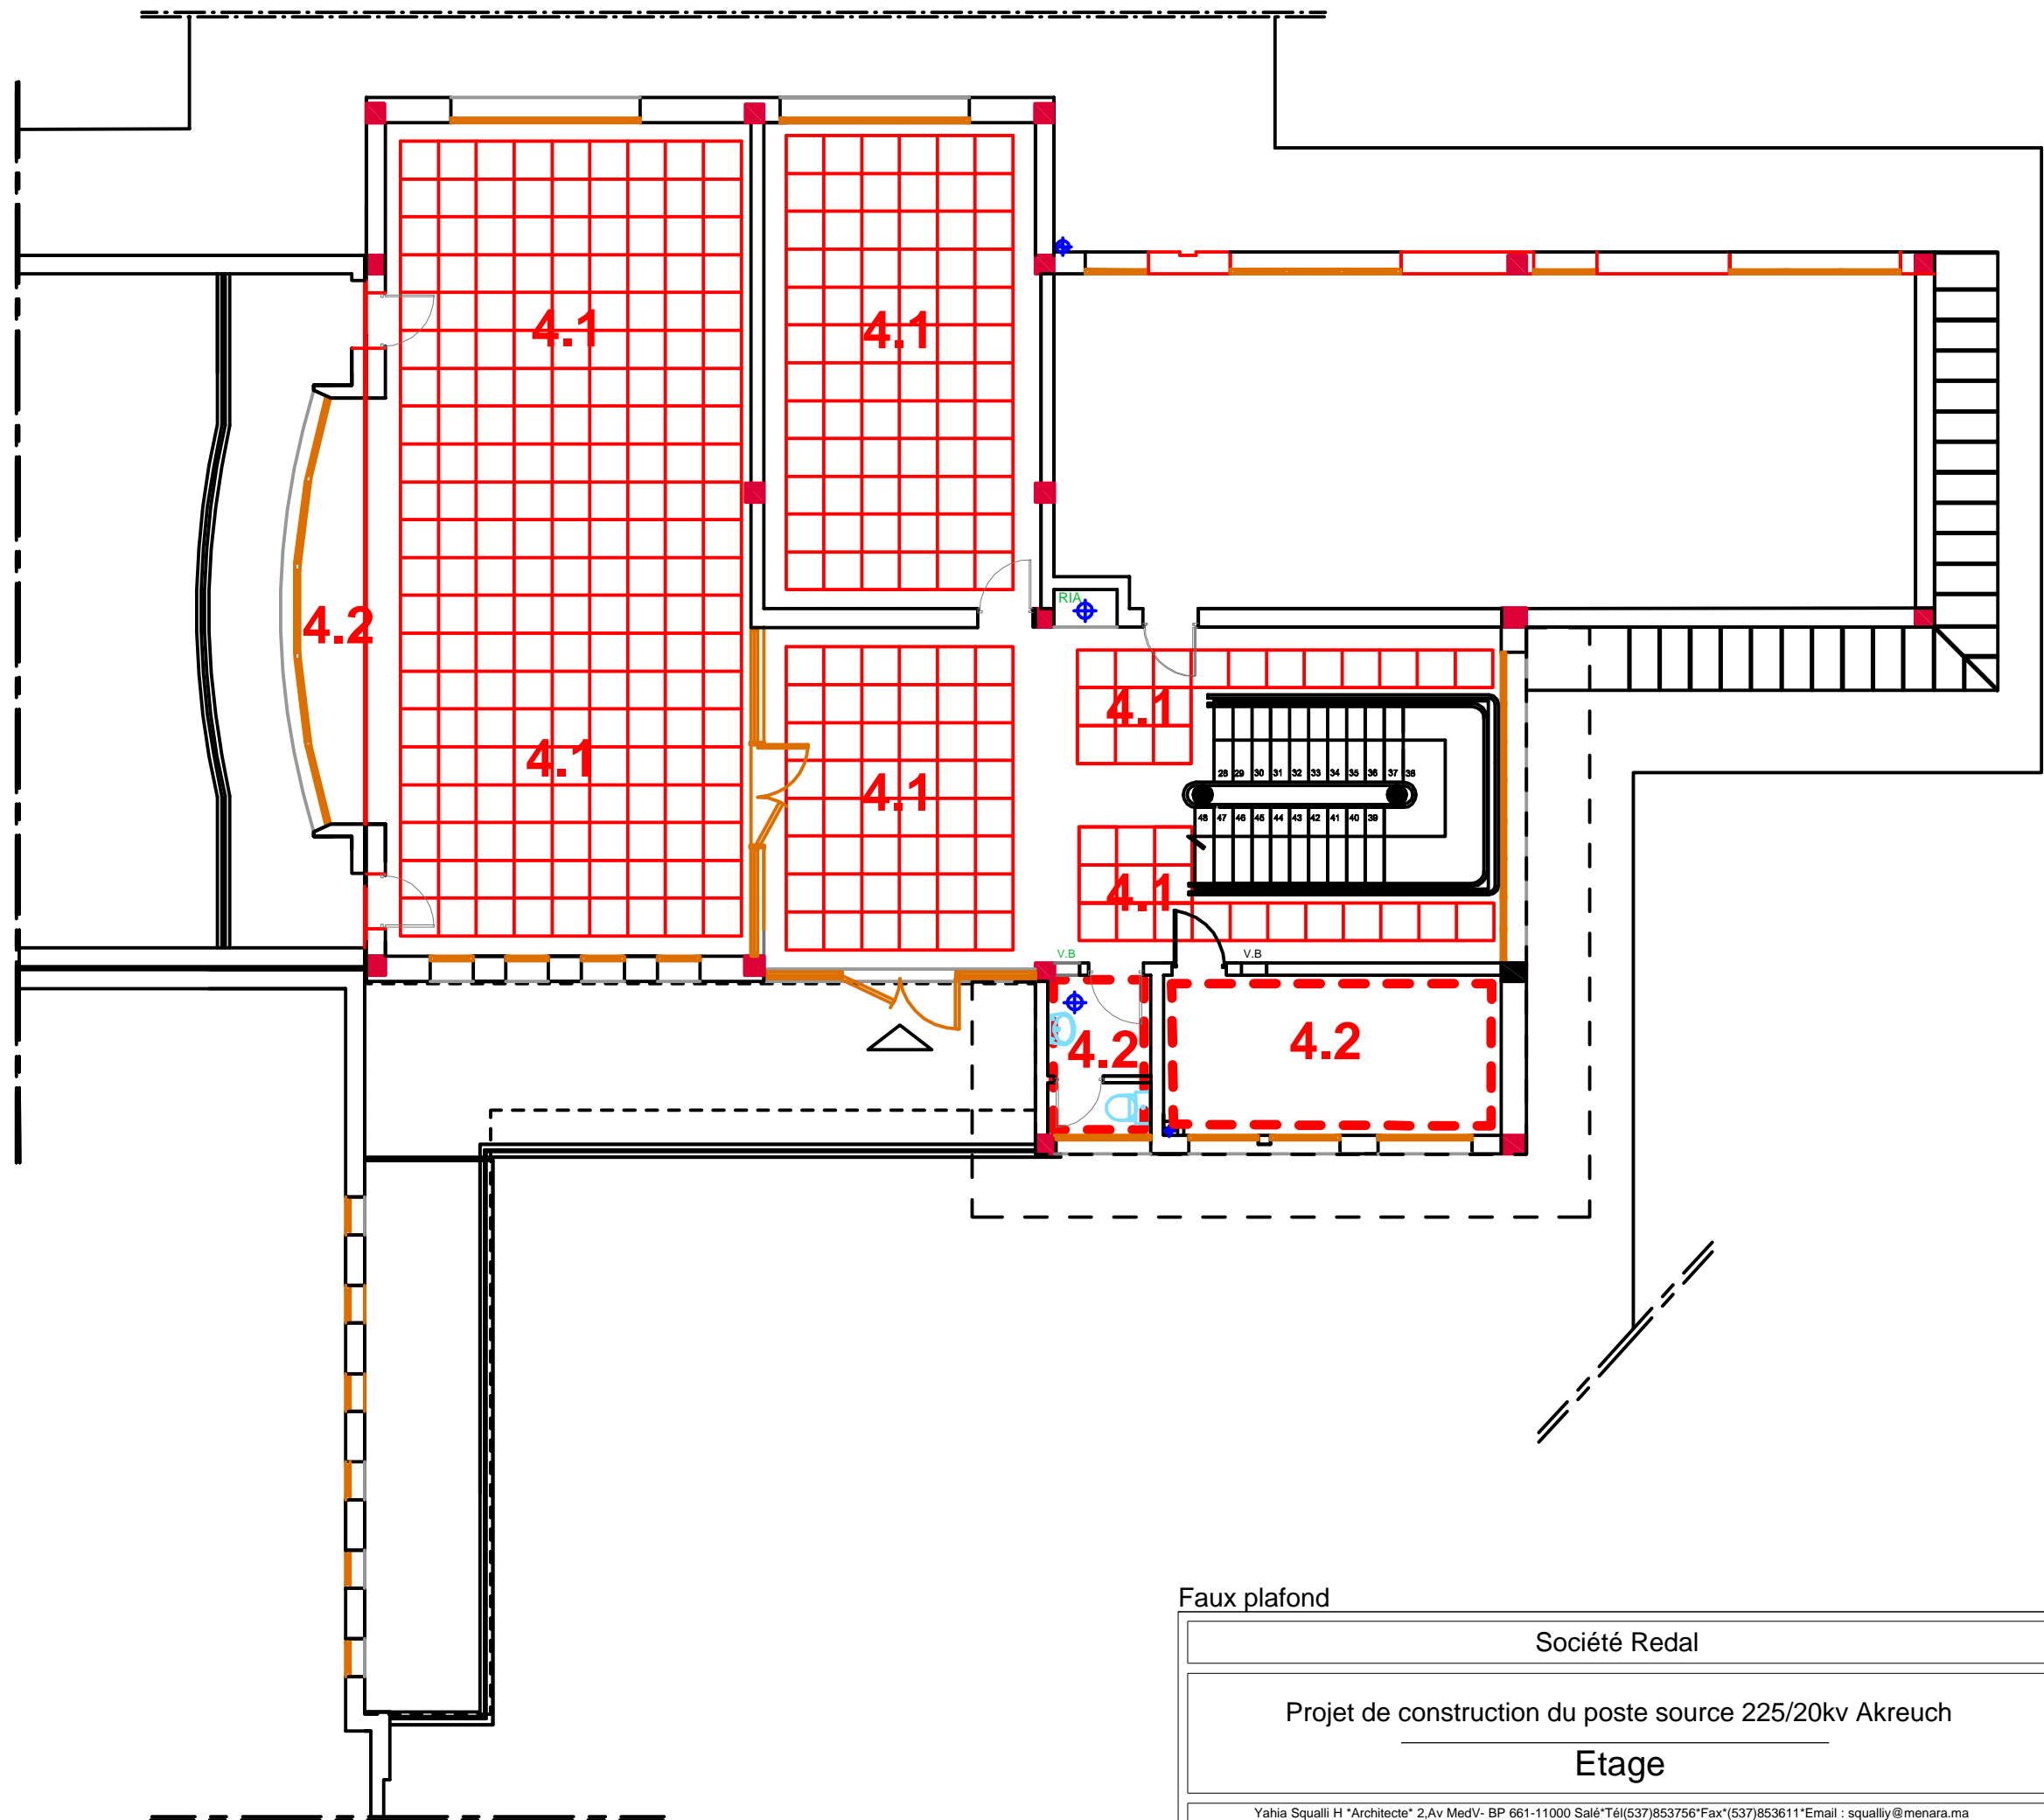 4.1
4.1
RIA
4.2
4.1
4.1
4.1
28 29 30 31 32 33 34 35 36 37 38
48 47 46 45 44 43 42 41 40 39
4.1
V.B
V.B
4.2
4.2
Faux plafond
Société Redal
Projet de construction du poste source 225/20kv Akreuch
Etage
Yahia Squalli H *Architecte* 2,Av MedV- BP 661-11000 Salé*Tél(537)853756*Fax*(537)853611*Email : squalliy@menara.ma